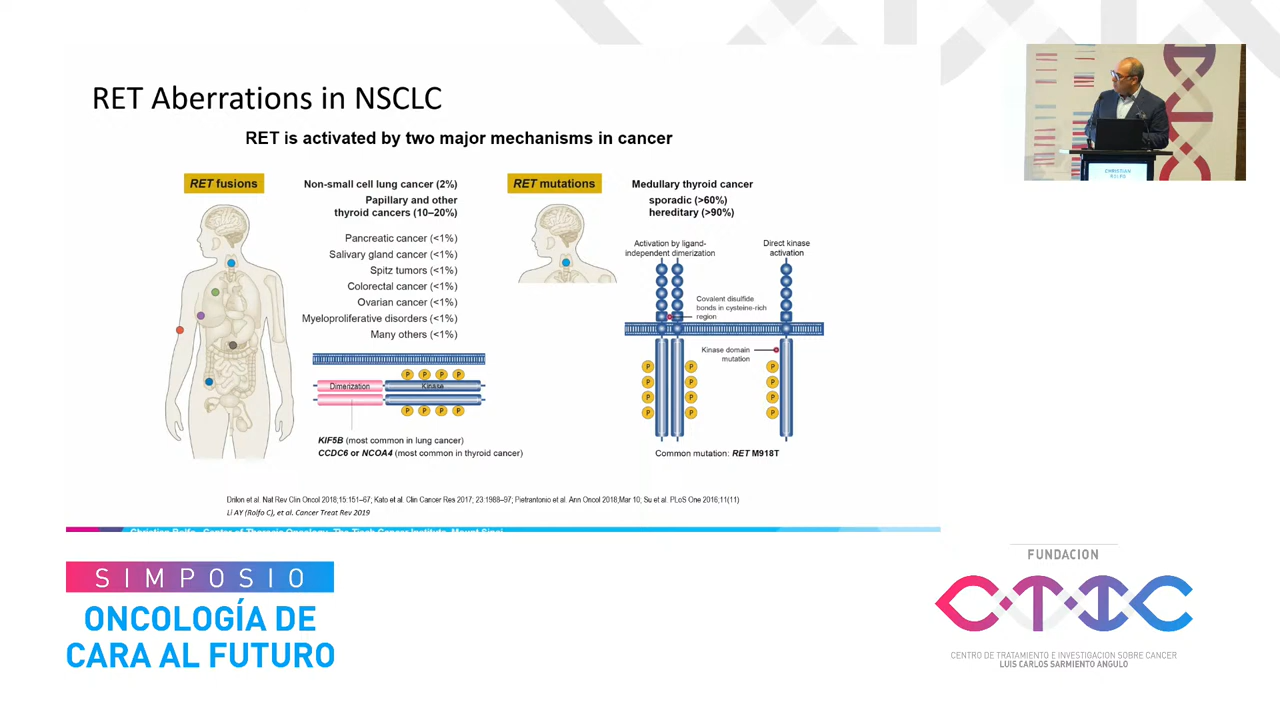 RET Aberrations in NSCLC
RET is activated by two major mechanisms in cancer
RET fusions
Non-small cell lung cancer (2%)
Papillary and other
thyroid cancers (10–20%)
Pancreatic cancer (<1%)
Salivary gland cancer (<1%)
Spitz tumors (<1%)
Colorectal cancer (<1%)
Ovarian cancer (<1%)
Myeloproliferative disorders (<1%)
Many others (<1%)
P P P P
Dimerization
Kinase
P P P P
KIF5B (most common in lung cancer)
CCDC6 or NCOA4 (most common in thyroid cancer)
RET mutations
Medullary thyroid cancer
sporadic (>60%)
hereditary (>90%)
Activation by ligand-
independent dimerization
Direct kinase
activation
Covalent disulfide
bonds in cysteine-rich
region
Kinase domain
mutation
P P P
P P P
P P P
P P P
Common mutation: RET M918T
Drilon et al. Nat Rev Clin Oncol 2018;15:151–67; Kato et al. Clin Cancer Res 2017; 23:1988–97; Pietrantonio et al. Ann Oncol 2018;Mar 10; Su et al. PLoS One 2016;11(11)
Li AY (Rolfo C), et al. Cancer Treat Rev 2019
Christian Rolfo - Center of Thoracic Oncology - The Tisch Cancer Institute - Mount Sinai
CHRISTIAN
ROLFO
SIMPOSIO
ONCOLOGÍA DE
CARA AL FUTURO
FUNDACION
CTIC
CENTRO DE TRATAMIENTO E INVESTIGACION SOBRE CANCER
LUIS CARLOS SARMIENTO ANGULO